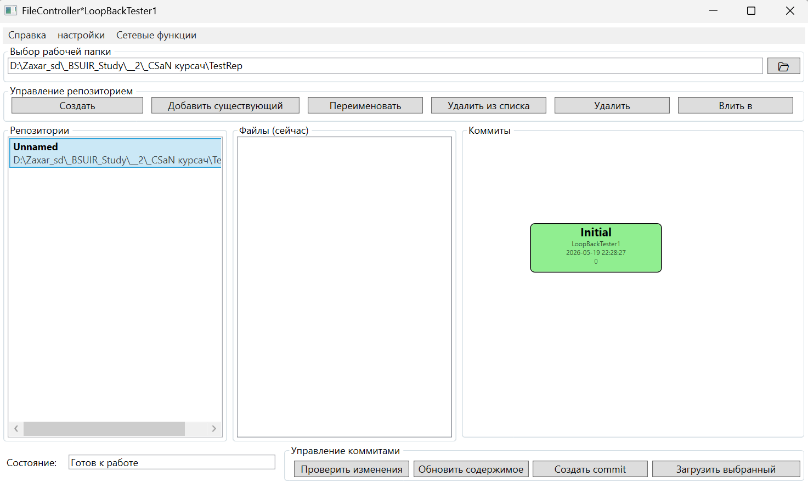 FileController*LoopBackTester1
Справка настройки Сетевые функции
Выбор рабочей папки
D:\Zaxar_sd\_BSUIR_Study\__2\_CSaN курсач\TestRep
Управление репозиторием
Создать Добавить существующий Переименовать Удалить из списка Удалить Влить в
Репозитории Файлы (сейчас) Коммиты
Unnamed
D:\Zaxar_sd\_BSUIR_Study\__2\_CSaN курсач\Te
Initial
LoopBackTester1
2026-05-19 22:28:27
0
Управление коммитами
Состояние: Готов к работе
Проверить изменения Обновить содержимое Создать commit Загрузить выбранный